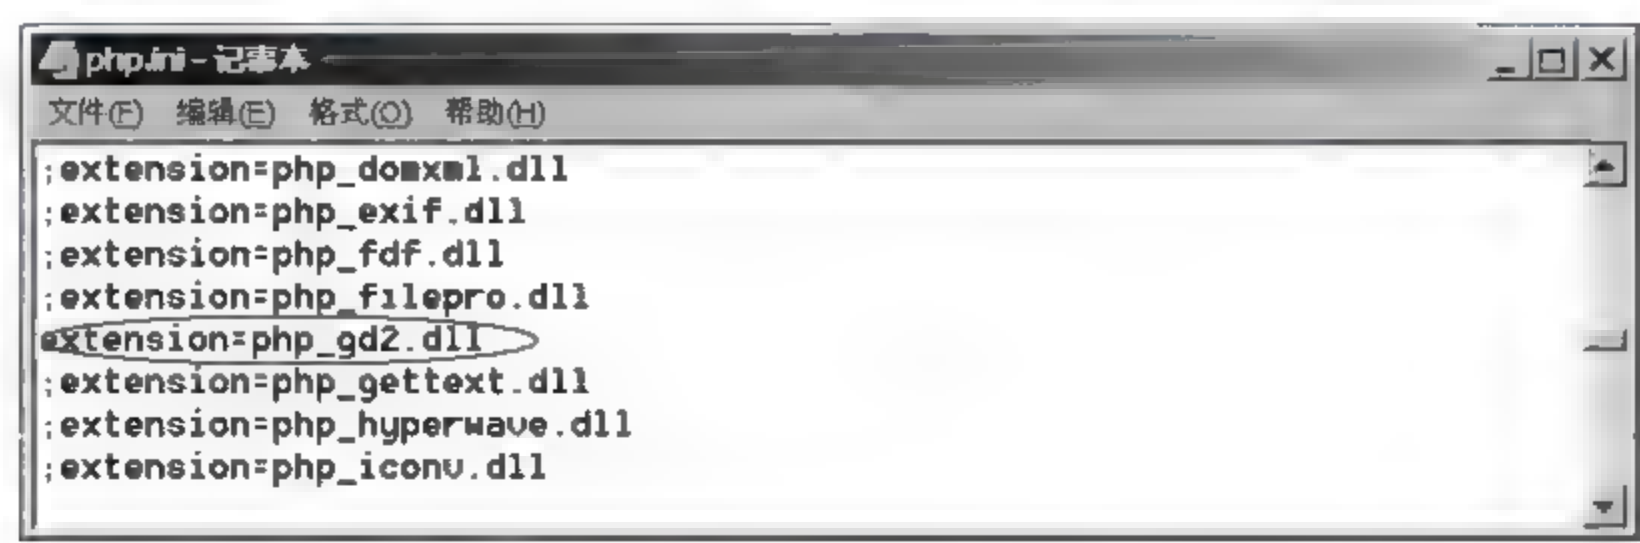 php.ini - 记事本
文件(F) 编辑(E) 格式(O) 帮助(H)
;extension=php_domxml.dll
;extension=php_exif.dll
;extension=php_fdf.dll
;extension=php_filepro.dll
extension=php_gd2.dll
;extension=php_gettext.dll
;extension=php_hyperwave.dll
;extension=php_iconv.dll